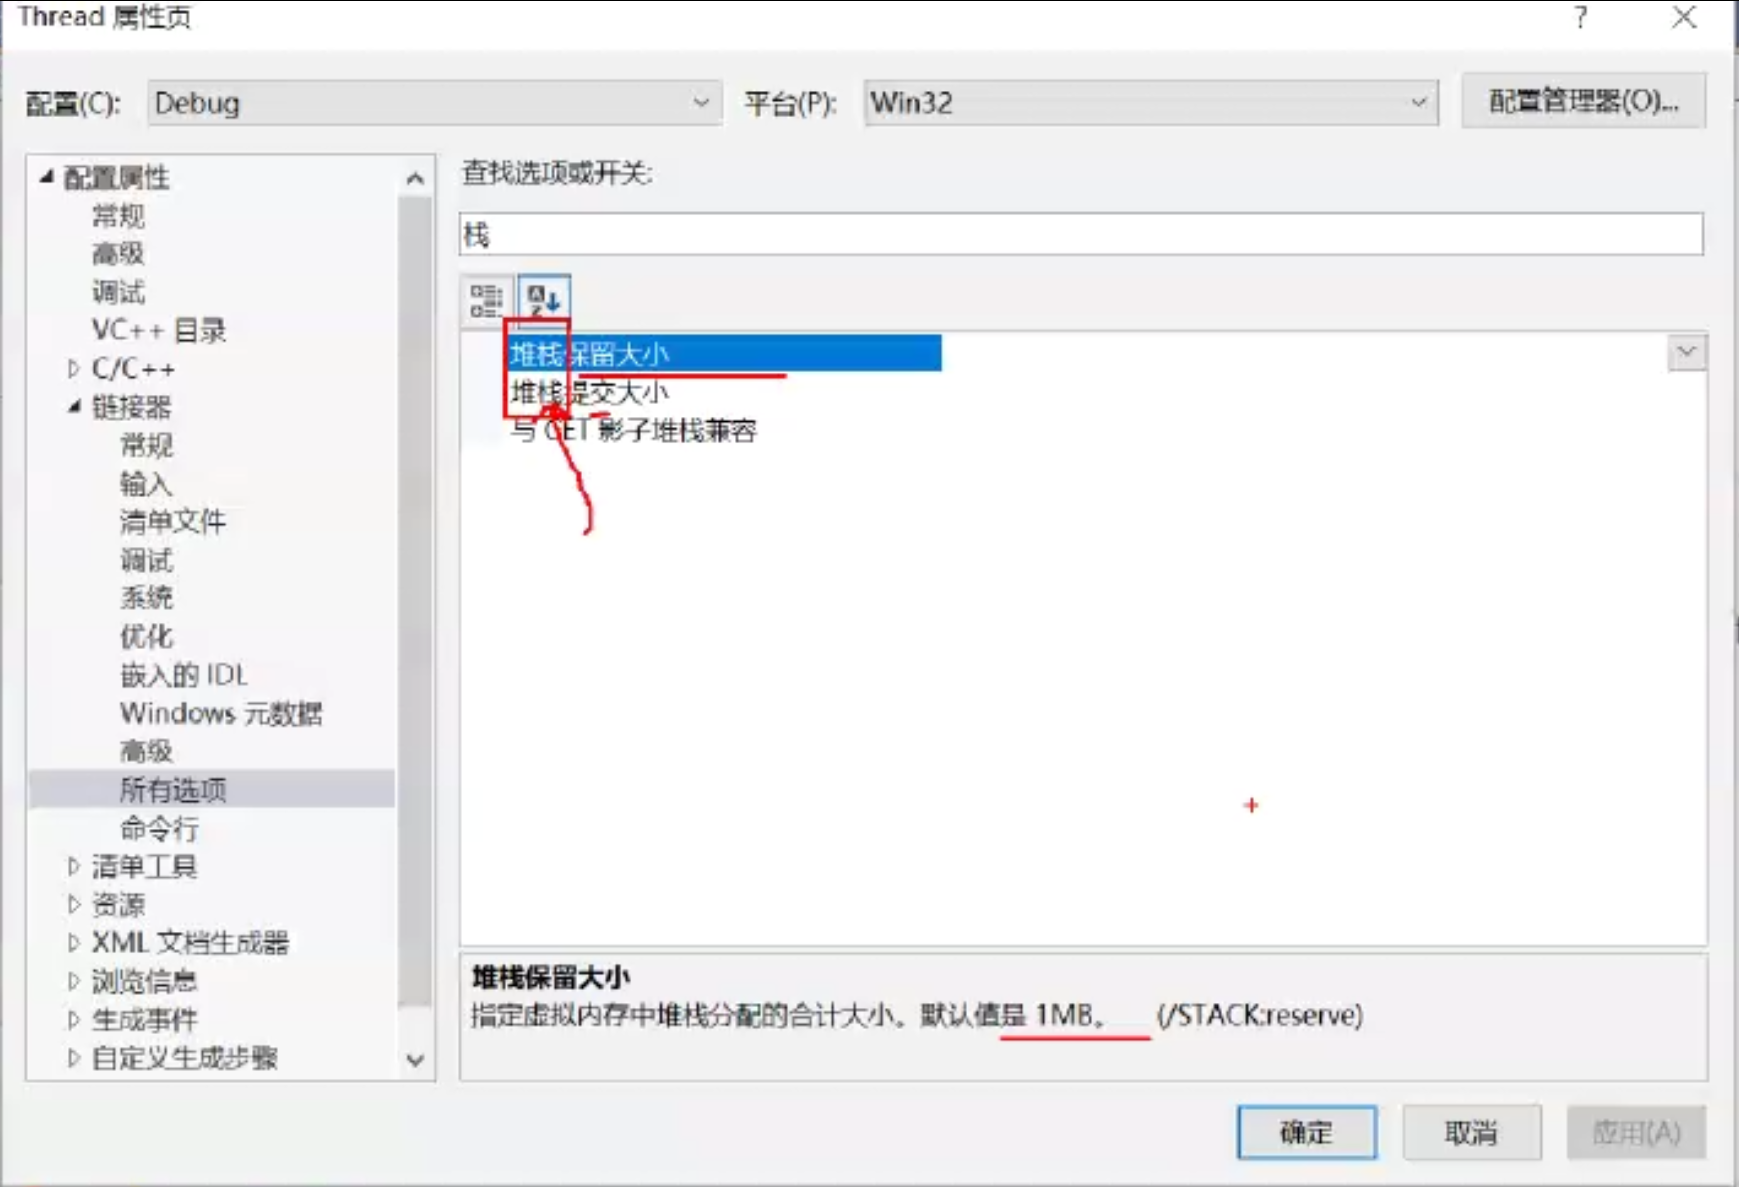 Thread 属性页
配置(C): Debug 平台(P): Win32 配置管理器(O)...
配置属性
常规
高级
调试
VC++ 目录
C/C++
链接器
常规
输入
清单文件
调试
系统
优化
嵌入的 IDL
Windows 元数据
高级
所有选项
命令行
清单工具
资源
XML 文档生成器
浏览信息
生成事件
自定义生成步骤
查找选项或开关:
栈
堆栈保留大小
堆栈提交大小
与 CET 影子堆栈兼容
堆栈保留大小
指定虚拟内存中堆栈分配的合计大小。默认值是 1MB。 (/STACK:reserve)
确定 取消 应用(A)